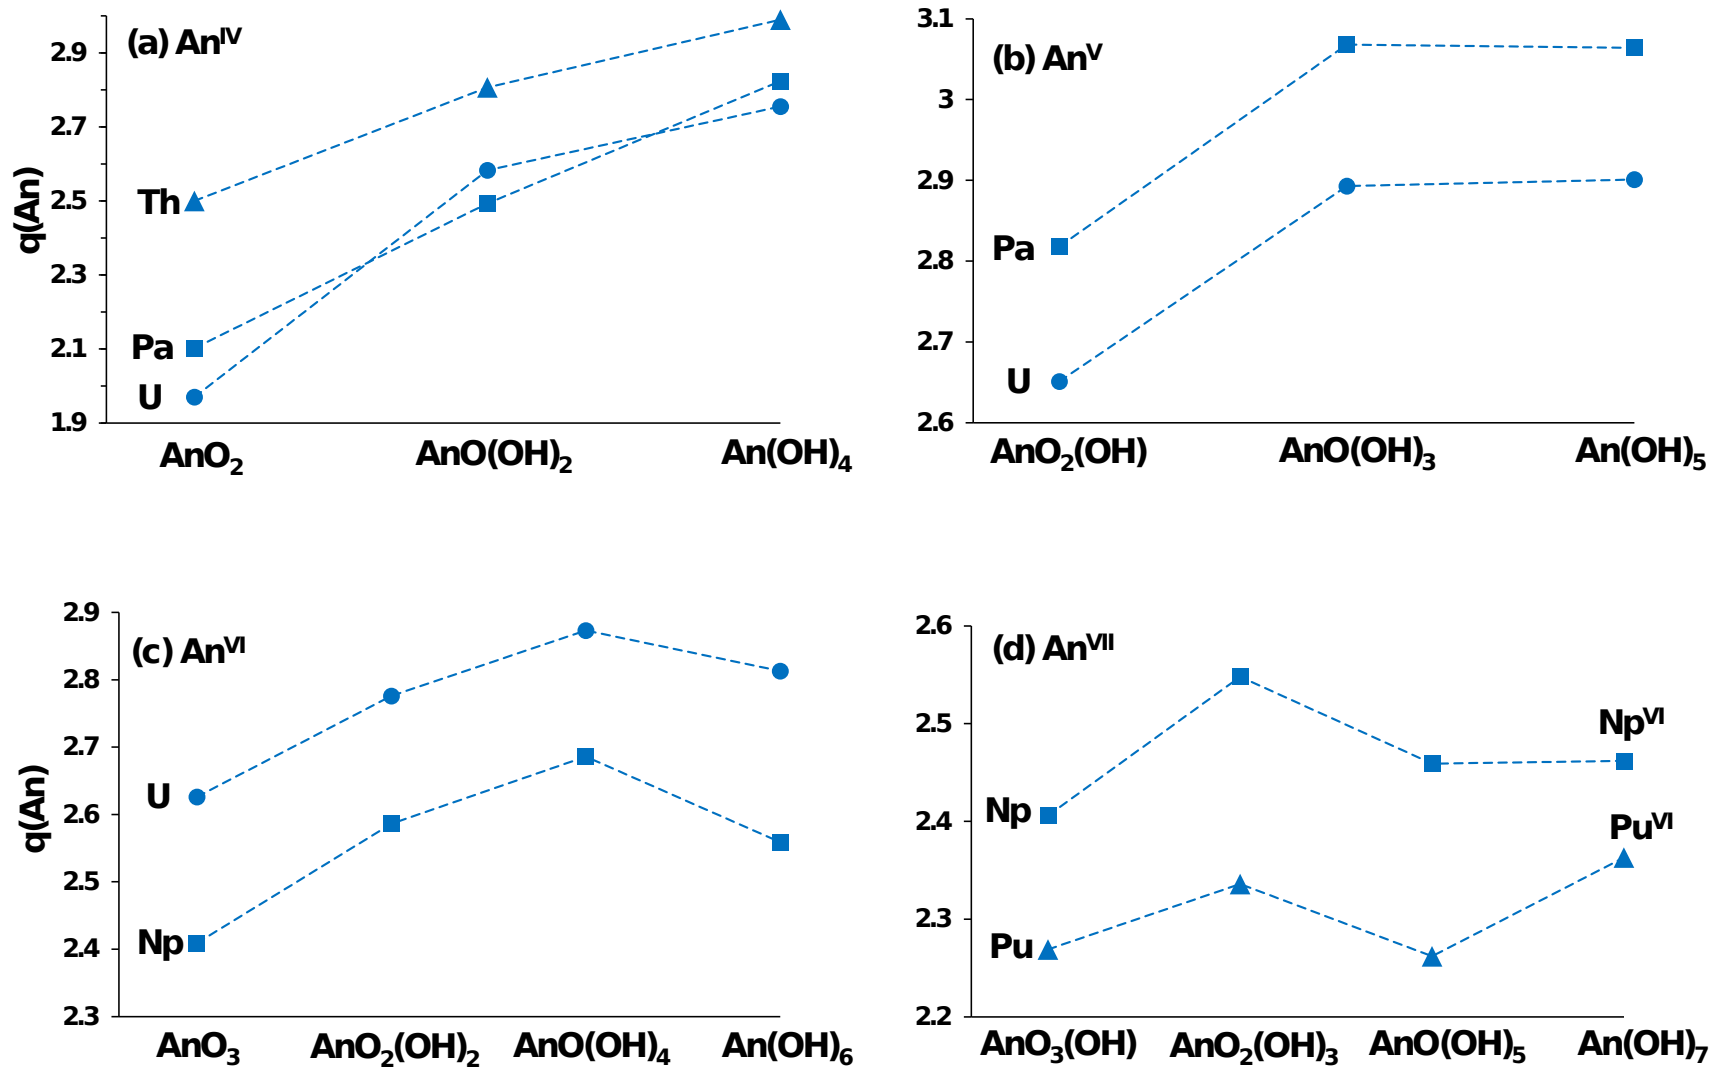 (a) An^IV
2.9
2.7
2.5
2.3
2.1
1.9
q(An)
Th
Pa
U
AnO₂
AnO(OH)₂
An(OH)₄
(b) An^V
3.1
3
2.9
2.8
2.7
2.6
Pa
U
AnO₂(OH)
AnO(OH)₃
An(OH)₅
(c) An^VI
2.9
2.8
2.7
2.6
2.5
2.4
2.3
q(An)
U
Np
AnO₃
AnO₂(OH)₂
AnO(OH)₄
An(OH)₆
(d) An^VII
2.6
2.5
2.4
2.3
2.2
Np
Pu
Np^VI
Pu^VI
AnO₃(OH)
AnO₂(OH)₃
AnO(OH)₅
An(OH)₇